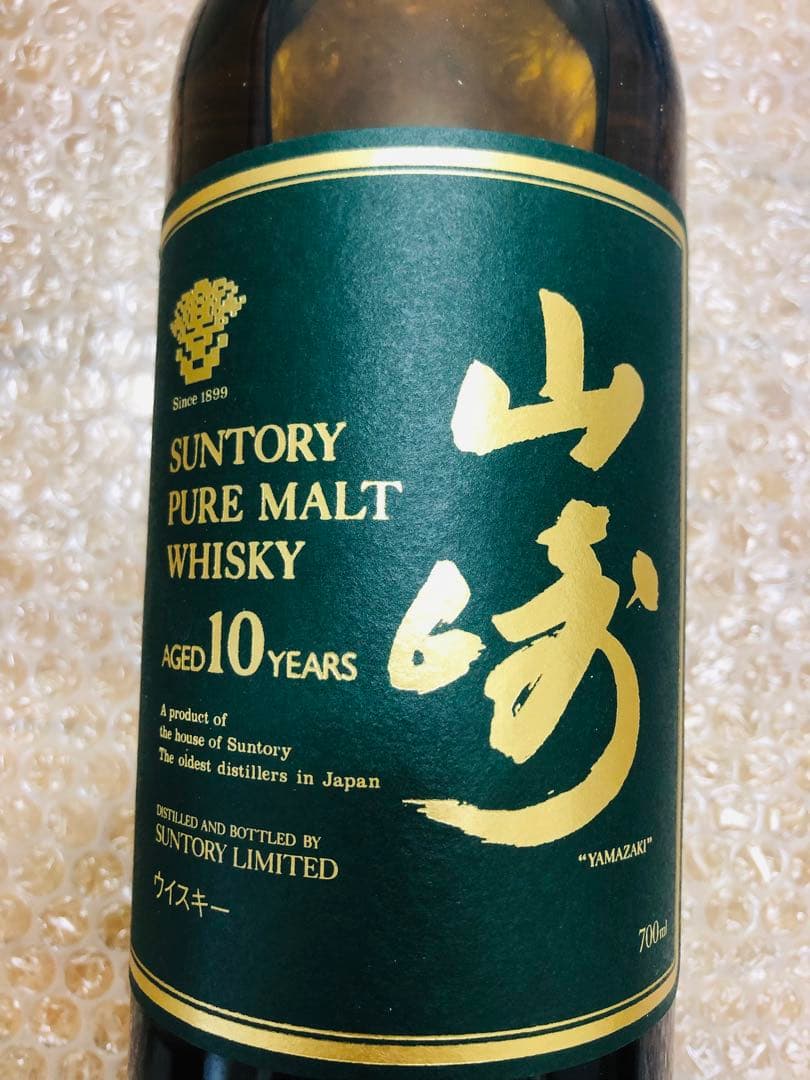 Since 1899
SUNTORY
PURE MALT
WHISKY
AGED 10 YEARS
A product of
the house of Suntory
The oldest distillers in Japan
DISTILLED AND BOTTLED BY
SUNTORY LIMITED
ウイスキー
山崎
"YAMAZAKI"
700ml